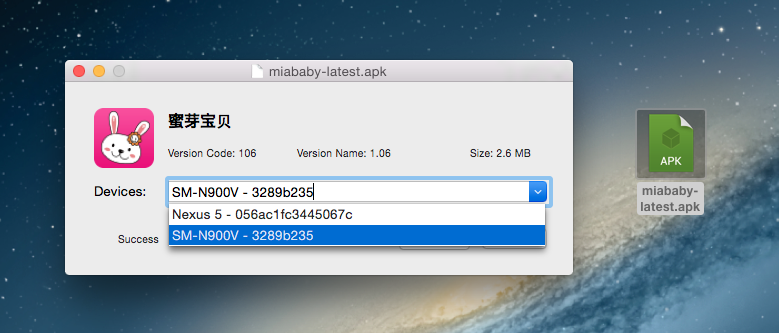 miababy-latest.apk
蜜芽宝贝
Version Code: 106 Version Name: 1.06 Size: 2.6 MB
Devices: SM-N900V - 3289b235
Nexus 5 - 056ac1fc3445067c
SM-N900V - 3289b235
Success
APK
miababy-
latest.apk